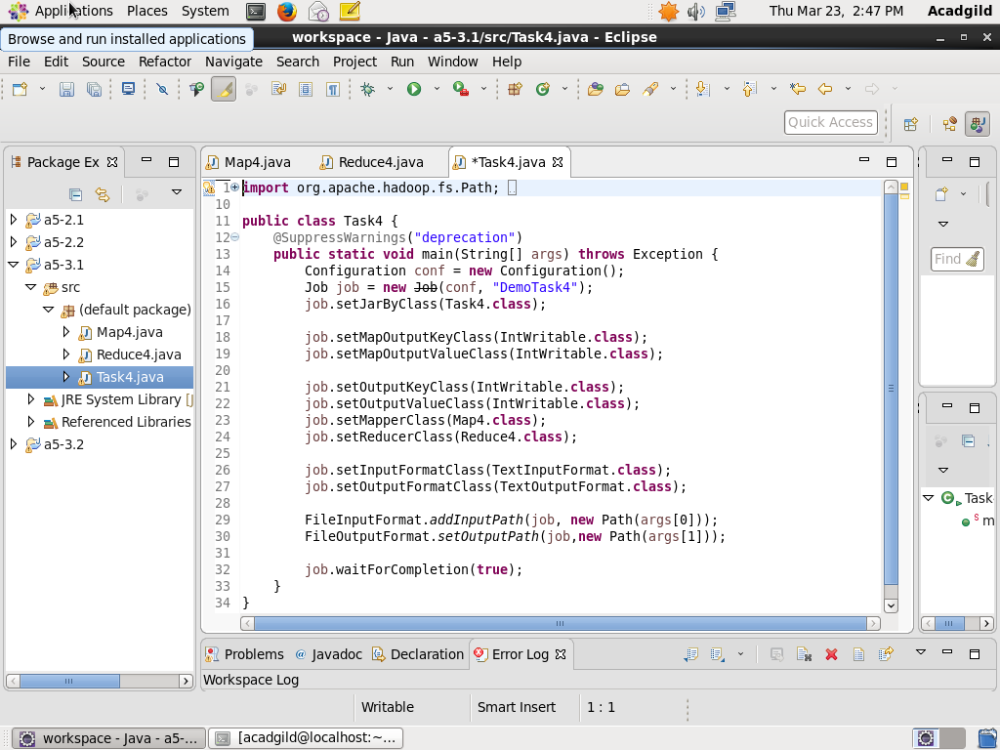 Applications Places System Thu Mar 23, 2:47 PM Acadgild
Browse and run installed applications
workspace - Java - a5-3.1/src/Task4.java - Eclipse
File Edit Source Refactor Navigate Search Project Run Window Help
Quick Access
Package Ex
Map4.java Reduce4.java *Task4.java
a5-2.1
a5-2.2
a5-3.1
src
(default package)
Map4.java
Reduce4.java
Task4.java
JRE System Library [J
Referenced Libraries
a5-3.2
1 import org.apache.hadoop.fs.Path;
10
11 public class Task4 {
12 @SuppressWarnings("deprecation")
13 public static void main(String[] args) throws Exception {
14 Configuration conf = new Configuration();
15 Job job = new Job(conf, "DemoTask4");
16 job.setJarByClass(Task4.class);
17
18 job.setMapOutputKeyClass(IntWritable.class);
19 job.setMapOutputValueClass(IntWritable.class);
20
21 job.setOutputKeyClass(IntWritable.class);
22 job.setOutputValueClass(IntWritable.class);
23 job.setMapperClass(Map4.class);
24 job.setReducerClass(Reduce4.class);
25
26 job.setInputFormatClass(TextInputFormat.class);
27 job.setOutputFormatClass(TextOutputFormat.class);
28
29 FileInputFormat.addInputPath(job, new Path(args[0]));
30 FileOutputFormat.setOutputPath(job,new Path(args[1]));
31
32 job.waitForCompletion(true);
33 }
34 }
Find
Task
m
Problems @ Javadoc Declaration Error Log
Workspace Log
Writable Smart Insert 1 : 1
workspace - Java - a5-... [acadgild@localhost:~...